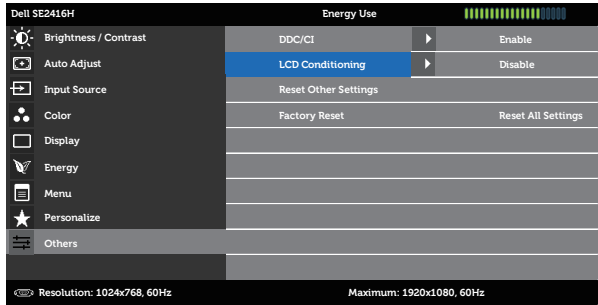 Dell SE2416H Energy Use
Brightness / Contrast DDC/CI Enable
Auto Adjust LCD Conditioning Disable
Input Source Reset Other Settings
Color Factory Reset Reset All Settings
Display
Energy
Menu
Personalize
Others
Resolution: 1024x768, 60Hz Maximum: 1920x1080, 60Hz